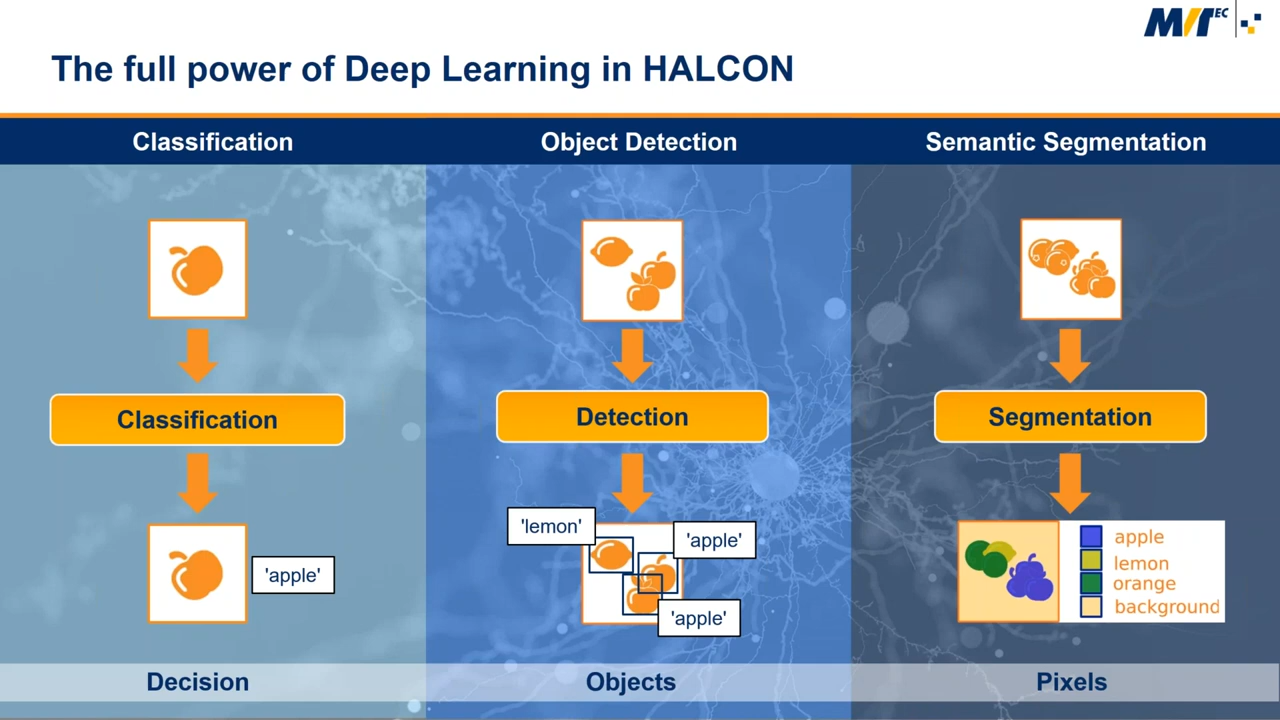 MVTEC
The full power of Deep Learning in HALCON
Classification
Object Detection
Semantic Segmentation
Classification
Detection
Segmentation
'apple'
'lemon'
'apple'
'apple'
apple
lemon
orange
background
Decision
Objects
Pixels